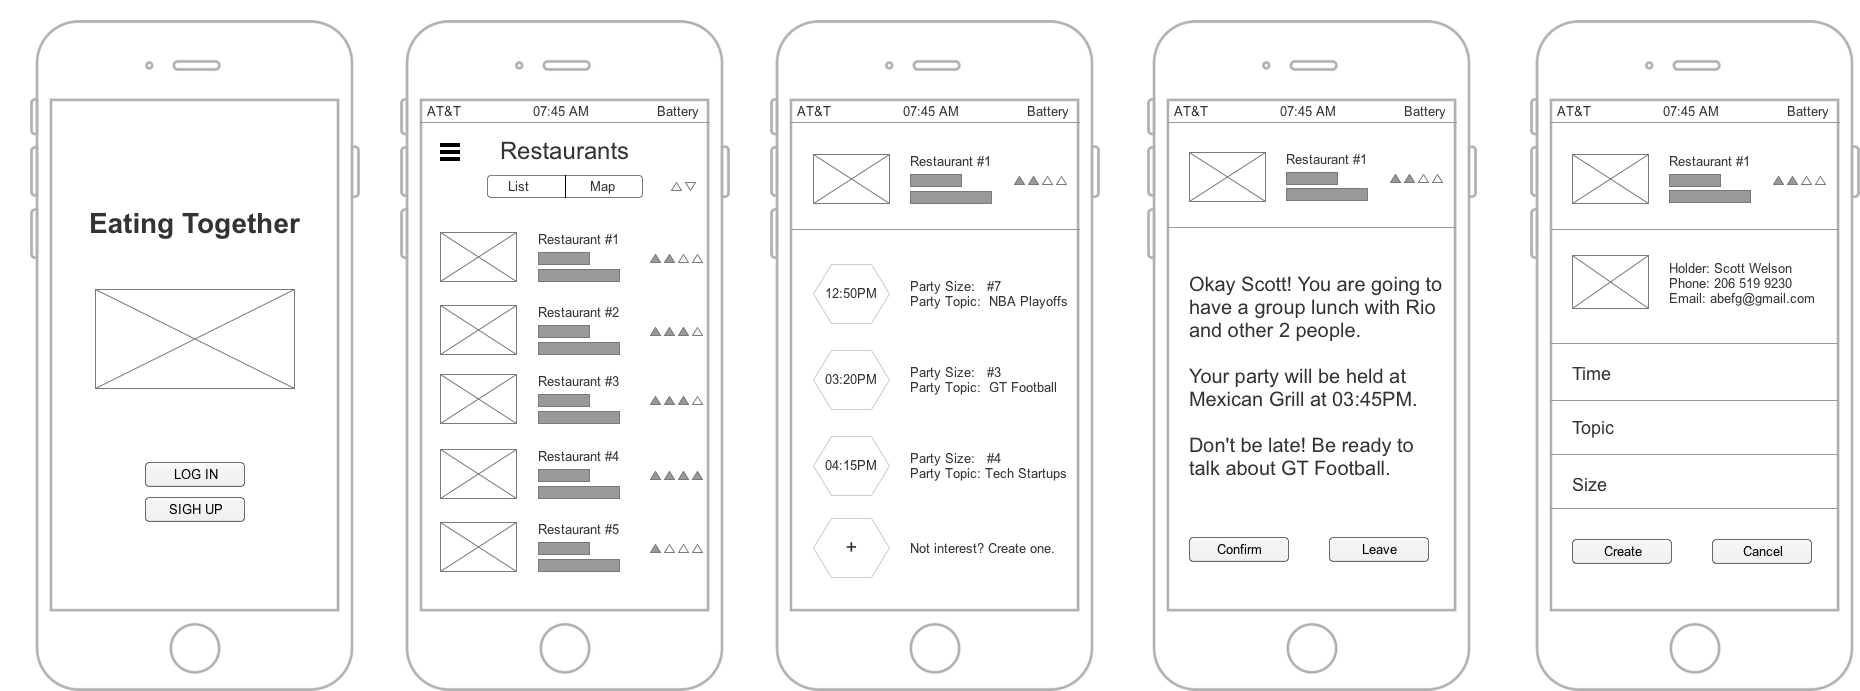 Eating Together
LOG IN
SIGH UP
AT&T 07:45 AM Battery
Restaurants
List Map
Restaurant #1
Restaurant #2
Restaurant #3
Restaurant #4
Restaurant #5
AT&T 07:45 AM Battery
Restaurant #1
12:50PM
Party Size: #7
Party Topic: NBA Playoffs
03:20PM
Party Size: #3
Party Topic: GT Football
04:15PM
Party Size: #4
Party Topic: Tech Startups
+
Not interest? Create one.
AT&T 07:45 AM Battery
Restaurant #1
Okay Scott! You are going to
have a group lunch with Rio
and other 2 people.
Your party will be held at
Mexican Grill at 03:45PM.
Don't be late! Be ready to
talk about GT Football.
Confirm Leave
AT&T 07:45 AM Battery
Restaurant #1
Holder: Scott Welson
Phone: 206 519 9230
Email: abefg@gmail.com
Time
Topic
Size
Create Cancel